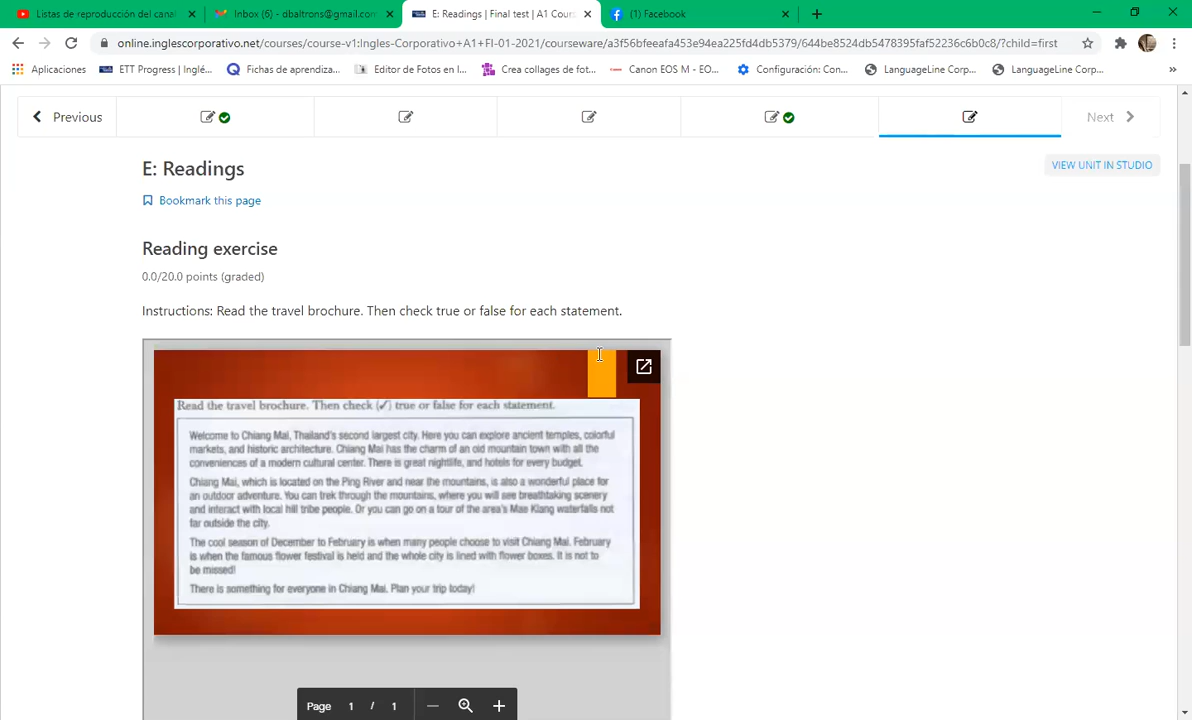 Listas de reproducción del canal
Inbox (6) - dbaltrons@gmail.com
E: Readings | Final test | A1 Cours
(1) Facebook
online.inglescorporativo.net/courses/course-v1:Ingles-Corporativo+A1+FI-01-2021/courseware/a3f56bfeeafa453e94ea225fd4db5379/644be8524db5478395faf52236c6b0c8/?child=first
Aplicaciones
ETT Progress | Inglé...
Fichas de aprendiza...
Editor de Fotos en l...
Crea collages de fot...
Canon EOS M - EO...
Configuración: Con...
LanguageLine Corp...
LanguageLine Corp...
Previous
Next
E: Readings
VIEW UNIT IN STUDIO
Bookmark this page
Reading exercise
0.0/20.0 points (graded)
Instructions: Read the travel brochure. Then check true or false for each statement.
Read the travel brochure. Then check (✓) true or false for each statement.
Welcome to Chiang Mai, Thailand's second largest city. Here you can explore ancient temples, colorful
markets, and historic architecture. Chiang Mai has the charm of an old mountain town with all the
conveniences of a modern cultural center. There is great nightlife, and hotels for every budget.
Chiang Mai, which is located on the Ping River and near the mountains, is also a wonderful place for
an outdoor adventure. You can trek through the mountains, where you will see breathtaking scenery
and interact with local hill tribe people. Or you can go on a tour of the area's Mae Klang waterfalls not
far outside the city.
The cool season of December to February is when many people choose to visit Chiang Mai. February
is when the famous flower festival is held and the whole city is lined with flower boxes. It is not to
be missed!
There is something for everyone in Chiang Mai. Plan your trip today!
Page 1 / 1